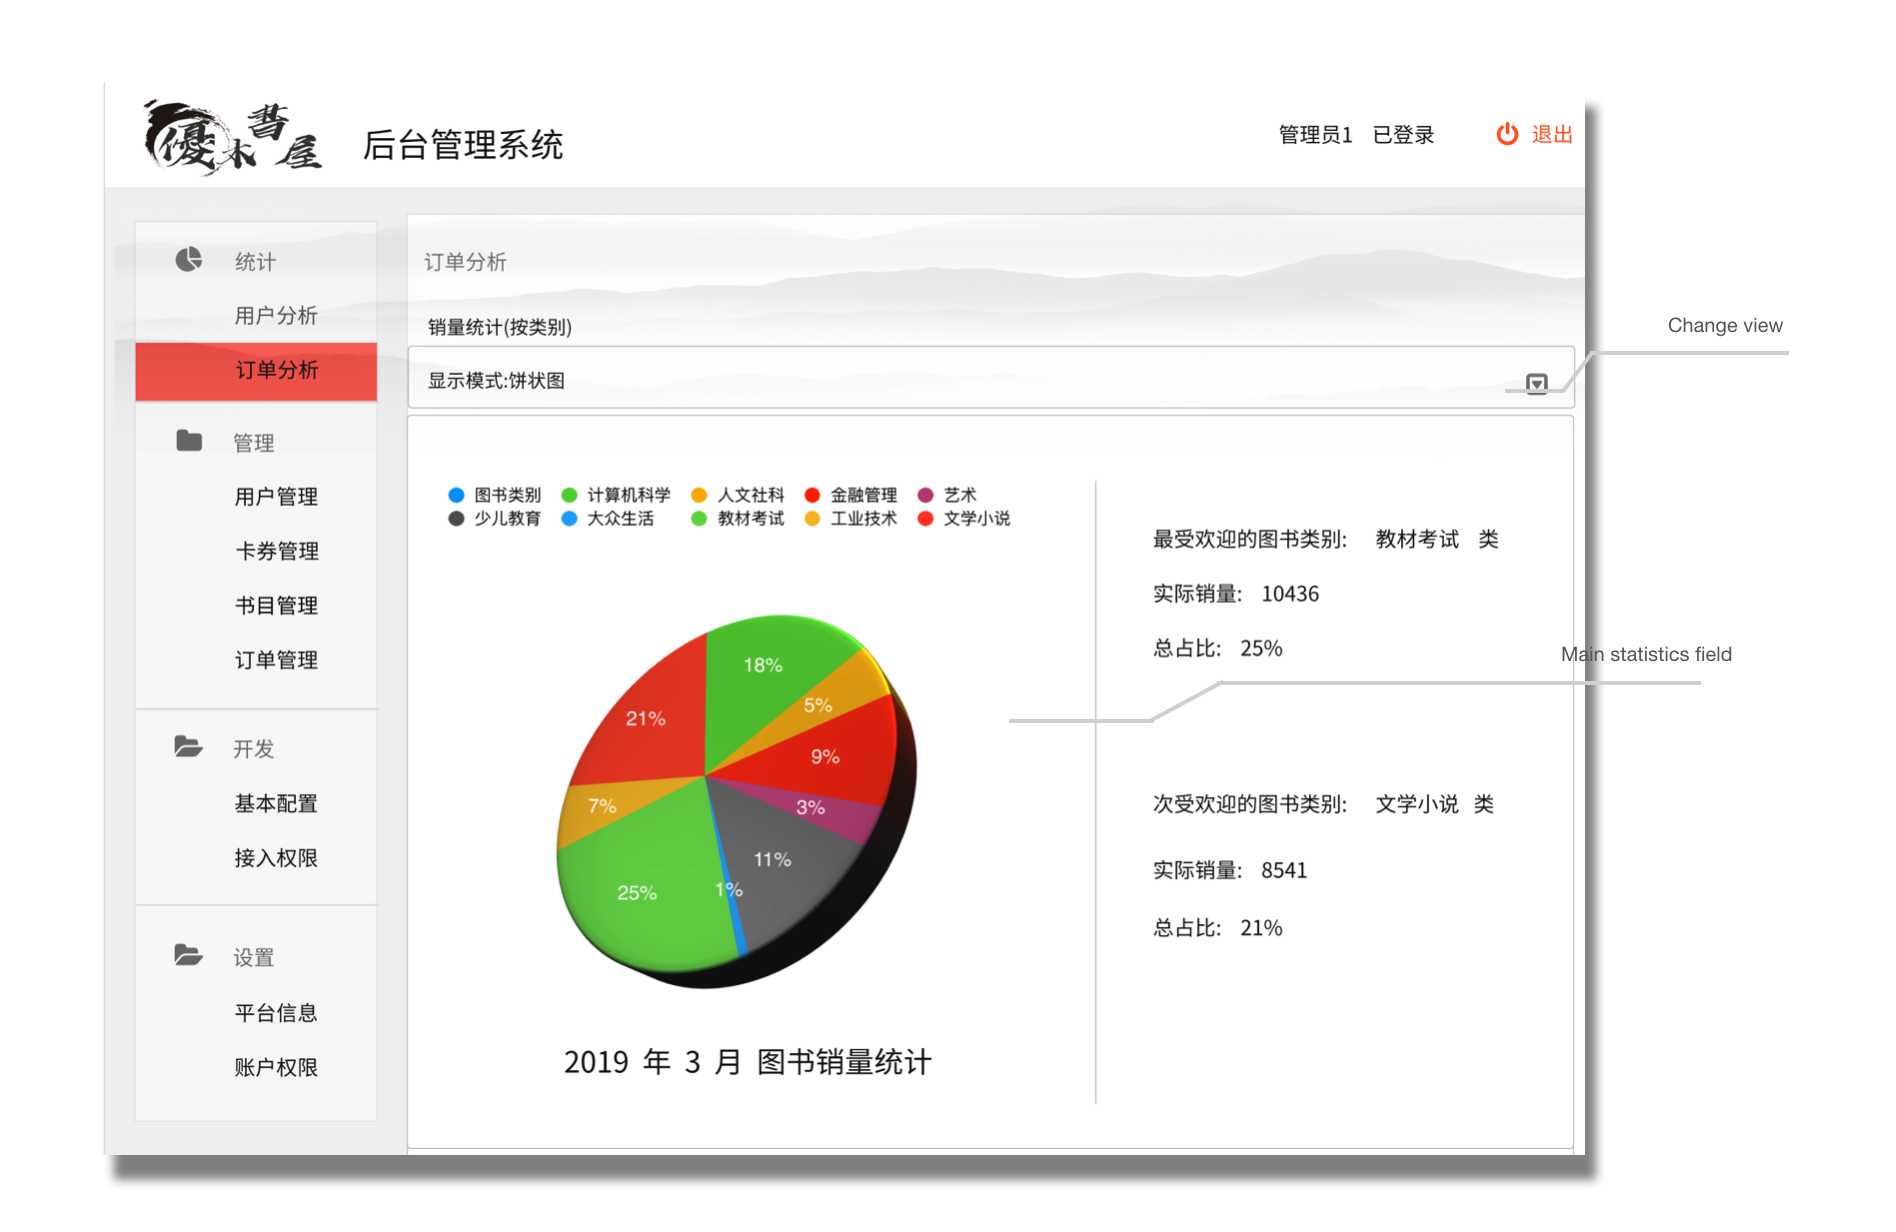 優木昔屋
后台管理系统
管理员1 已登录 退出
统计
用户分析
订单分析
管理
用户管理
卡券管理
书目管理
订单管理
开发
基本配置
接入权限
设置
平台信息
账户权限
订单分析
销量统计(按类别)
显示模式:饼状图
Change view
图书类别 计算机科学 人文社科 金融管理 艺术
少儿教育 大众生活 教材考试 工业技术 文学小说
18%
5%
9%
3%
11%
1%
25%
7%
21%
2019 年 3 月 图书销量统计
最受欢迎的图书类别: 教材考试 类
实际销量: 10436
总占比: 25%
Main statistics field
次受欢迎的图书类别: 文学小说 类
实际销量: 8541
总占比: 21%